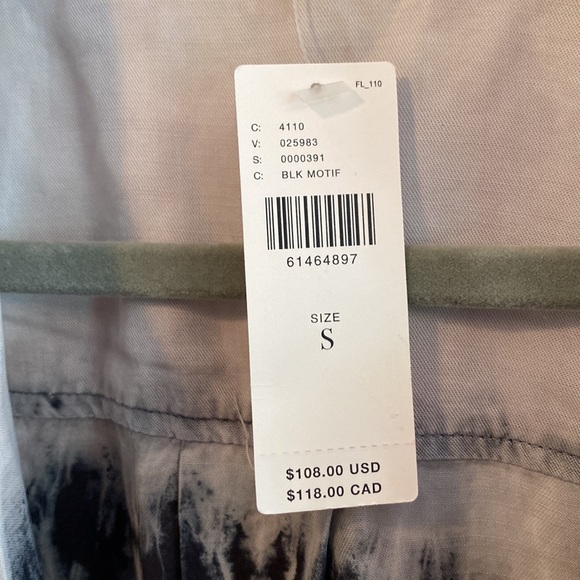 FL_110
C: 4110
V: 025983
S: 0000391
C: BLK MOTIF
61464897
SIZE
S
$108.00 USD
$118.00 CAD